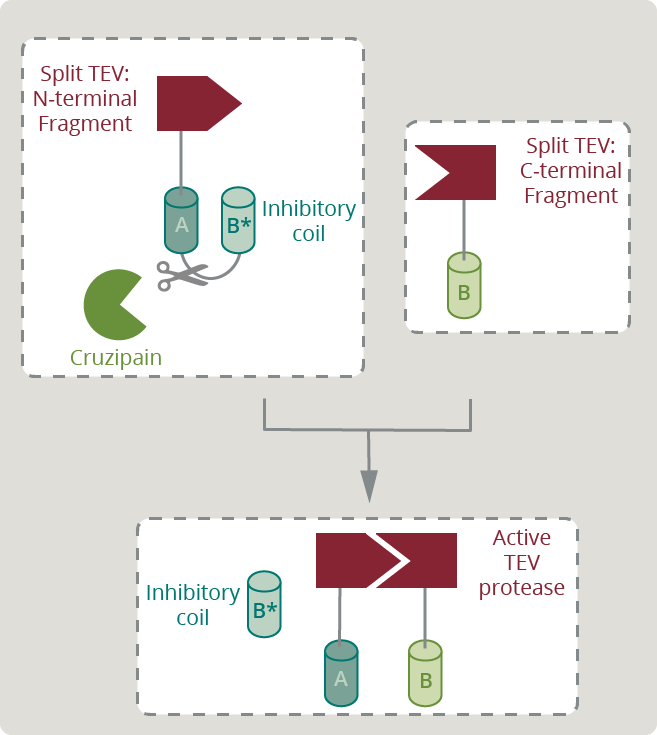 Split TEV:
N-terminal
Fragment
A
B*
Inhibitory
coil
Cruzipain
Split TEV:
C-terminal
Fragment
B
Inhibitory
coil
B*
Active
TEV
protease
A
B